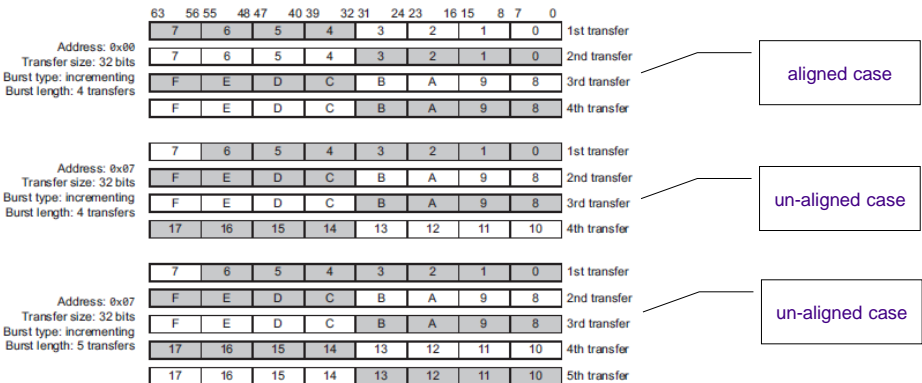 63 56 55 48 47 40 39 32 31 24 23 16 15 8 7 0
7 6 5 4 3 2 1 0 1st transfer
Address: 0x00
Transfer size: 32 bits
Burst type: incrementing
Burst length: 4 transfers
7 6 5 4 3 2 1 0 2nd transfer
F E D C B A 9 8 3rd transfer
F E D C B A 9 8 4th transfer
aligned case
7 6 5 4 3 2 1 0 1st transfer
Address: 0x07
Transfer size: 32 bits
Burst type: incrementing
Burst length: 4 transfers
F E D C B A 9 8 2nd transfer
F E D C B A 9 8 3rd transfer
17 16 15 14 13 12 11 10 4th transfer
un-aligned case
7 6 5 4 3 2 1 0 1st transfer
Address: 0x07
Transfer size: 32 bits
Burst type: incrementing
Burst length: 5 transfers
F E D C B A 9 8 2nd transfer
F E D C B A 9 8 3rd transfer
17 16 15 14 13 12 11 10 4th transfer
17 16 15 14 13 12 11 10 5th transfer
un-aligned case